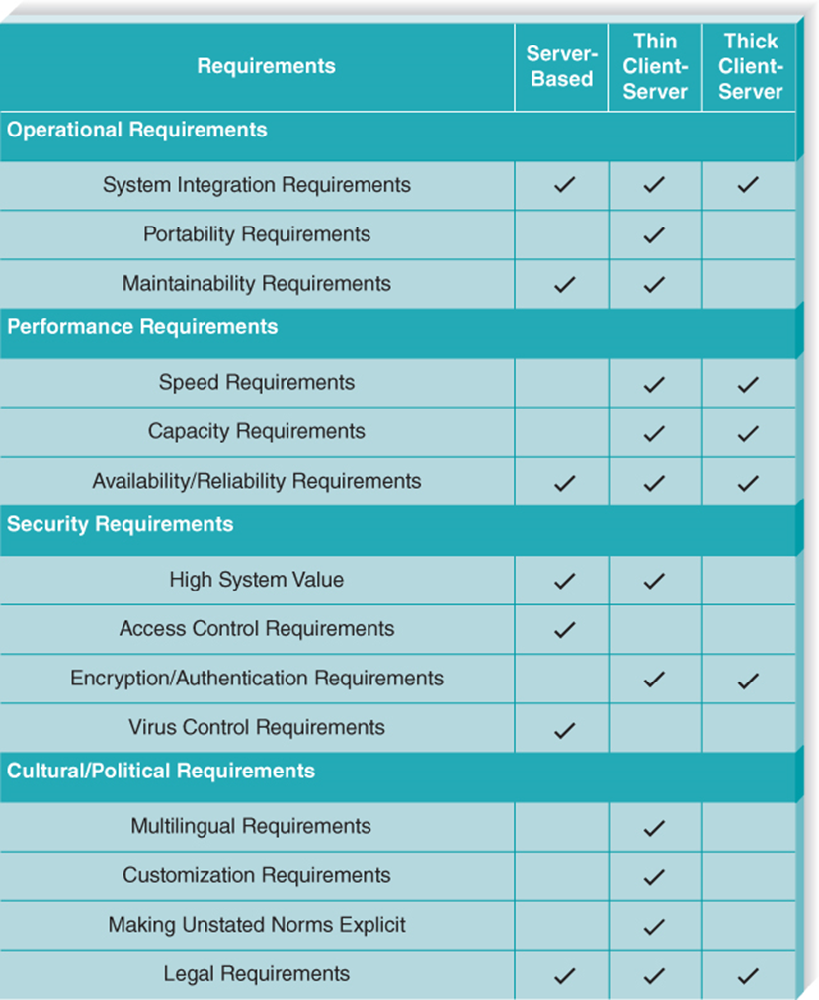 Requirements Server-Based Thin Client-Server Thick Client-Server
Operational Requirements
System Integration Requirements ✓ ✓ ✓
Portability Requirements ✓
Maintainability Requirements ✓ ✓
Performance Requirements
Speed Requirements ✓ ✓
Capacity Requirements ✓ ✓
Availability/Reliability Requirements ✓ ✓ ✓
Security Requirements
High System Value ✓ ✓
Access Control Requirements ✓
Encryption/Authentication Requirements ✓ ✓
Virus Control Requirements ✓
Cultural/Political Requirements
Multilingual Requirements ✓
Customization Requirements ✓
Making Unstated Norms Explicit ✓
Legal Requirements ✓ ✓ ✓